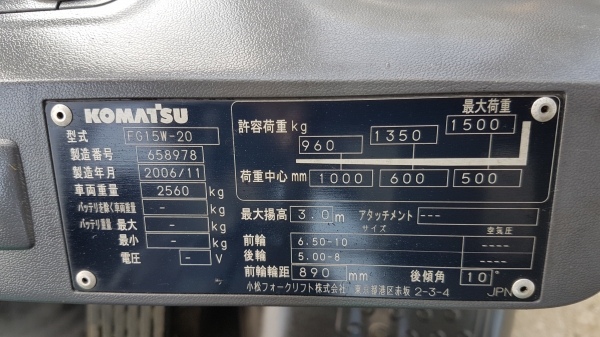 KOMATSU
型式 FG15W-20
製造番号 658978
製造年月 2006/11
車両重量 2560 kg
バッテリを除く車両重量 - kg
バッテリ重量 最大 - kg
最小 - kg
電圧 - V
最大荷重
許容荷重 kg 960 1350 1500
荷重中心 mm 1000 600 500
最大揚高 3.0 m アタッチメント ---
サイズ 空気圧
前輪 6.50-10 ----
後輪 5.00-8 ----
前輪輪距 890 mm 後傾角 10°
小松フォークリフト株式会社 東京都港区赤坂 2-3-4 JPN